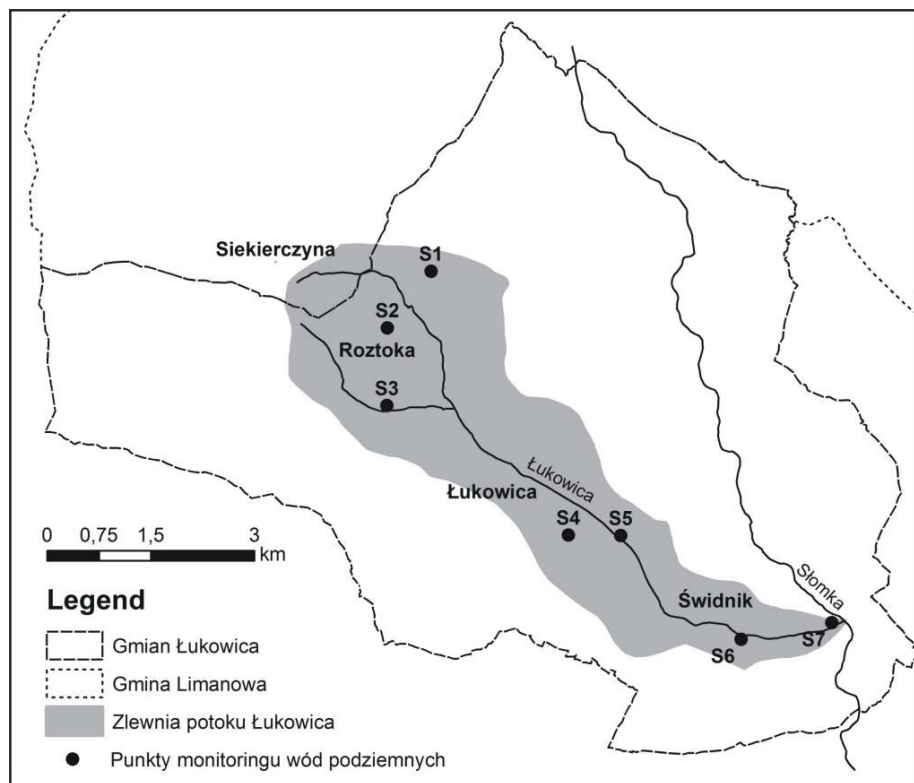 Siekierczyna
S1
S2
Roztoka
S3
Łukowica
Łukowica
S4
S5
Słomka
Świdnik
S7
S6
0 0,75 1,5 3
km
Legend
Gmian Łukowica
Gmina Limanowa
Zlewnia potoku Łukowica
Punkty monitoringu wód podziemnych